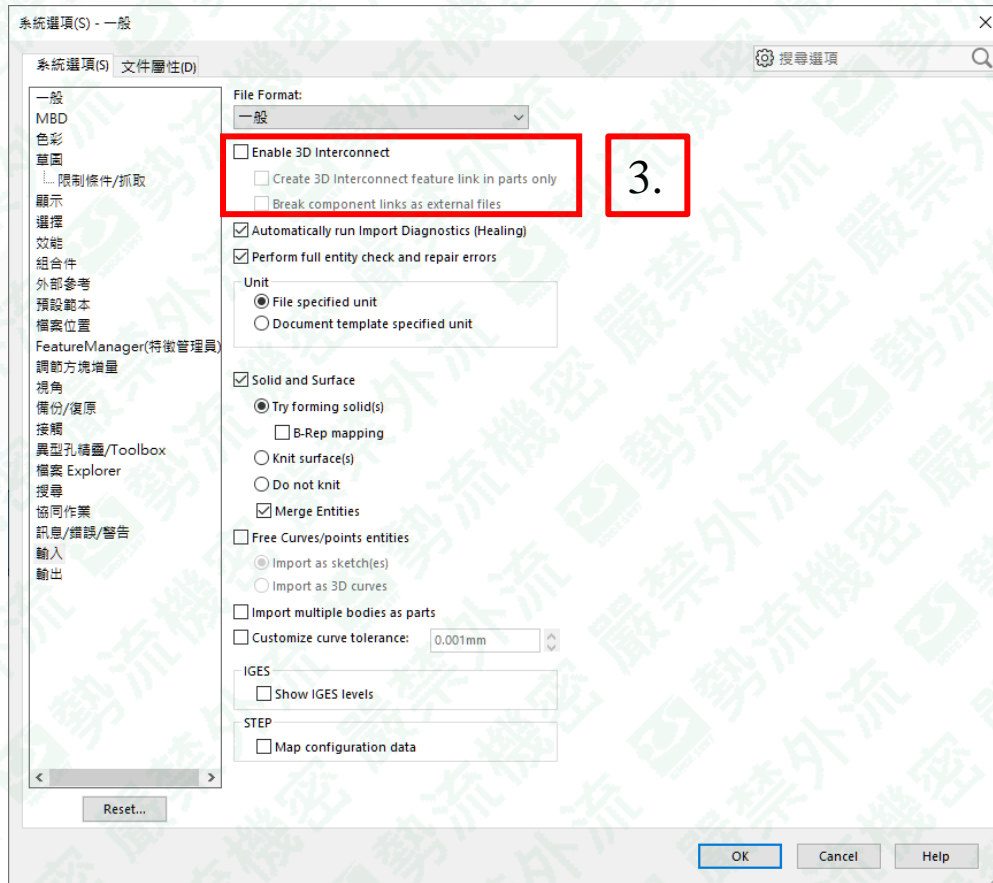 系統選項(S) - 一般
系統選項(S) 文件屬性(D)
搜尋選項
一般
MBD
色彩
草圖
限制條件/抓取
顯示
選擇
效能
組合件
外部參考
預設範本
檔案位置
FeatureManager(特徵管理員)
調節方塊增量
視角
備份/復原
接觸
異型孔精靈/Toolbox
檔案 Explorer
搜尋
協同作業
訊息/錯誤/警告
輸入
輸出
Reset...
File Format:
一般
Enable 3D Interconnect
Create 3D Interconnect feature link in parts only
Break component links as external files
3.
Automatically run Import Diagnostics (Healing)
Perform full entity check and repair errors
Unit
File specified unit
Document template specified unit
Solid and Surface
Try forming solid(s)
B-Rep mapping
Knit surface(s)
Do not knit
Merge Entities
Free Curves/points entities
Import as sketch(es)
Import as 3D curves
Import multiple bodies as parts
Customize curve tolerance: 0.001mm
IGES
Show IGES levels
STEP
Map configuration data
OK Cancel Help
勢流機密 嚴禁外流